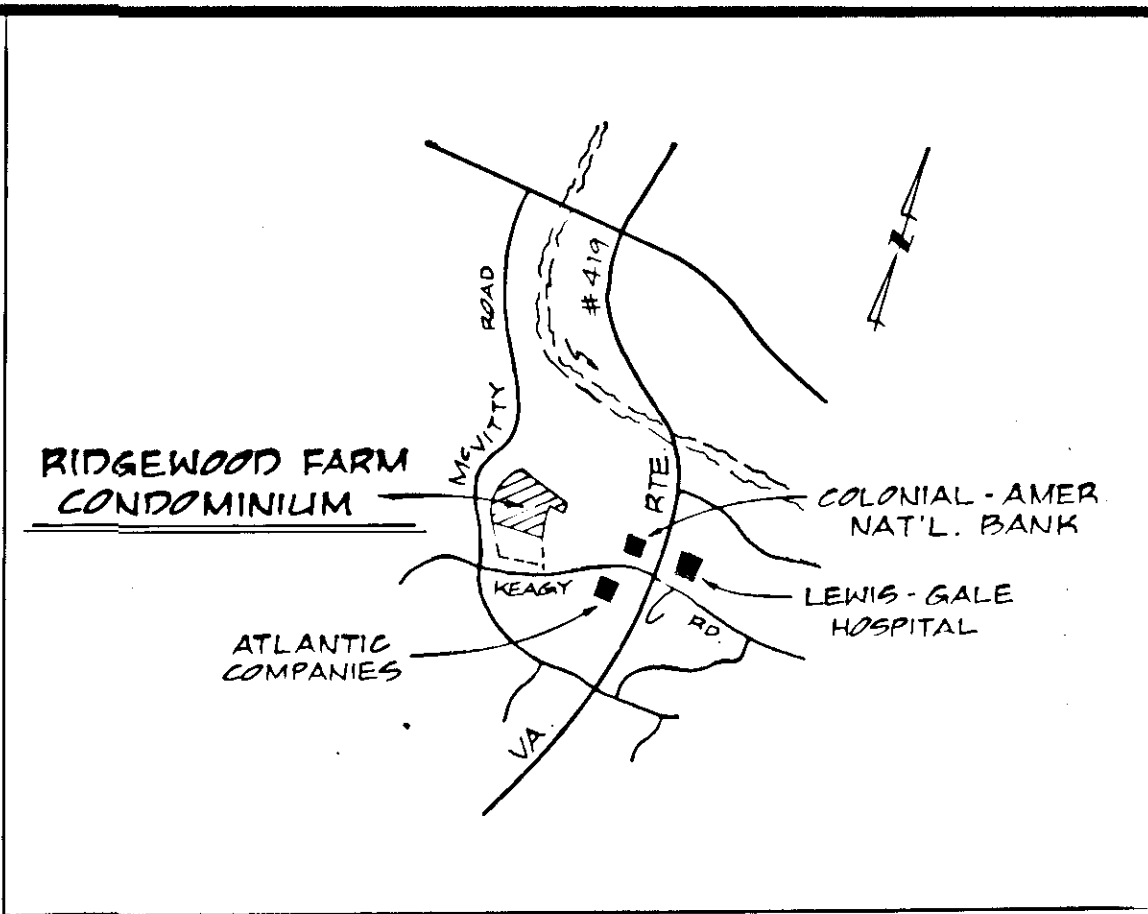 N
ROAD
#419
McVITTY
RIDGEWOOD FARM
CONDOMINIUM
RTE.
COLONIAL - AMER
NAT'L. BANK
KEAGY
LEWIS - GALE
HOSPITAL
RD.
ATLANTIC
COMPANIES
VA.